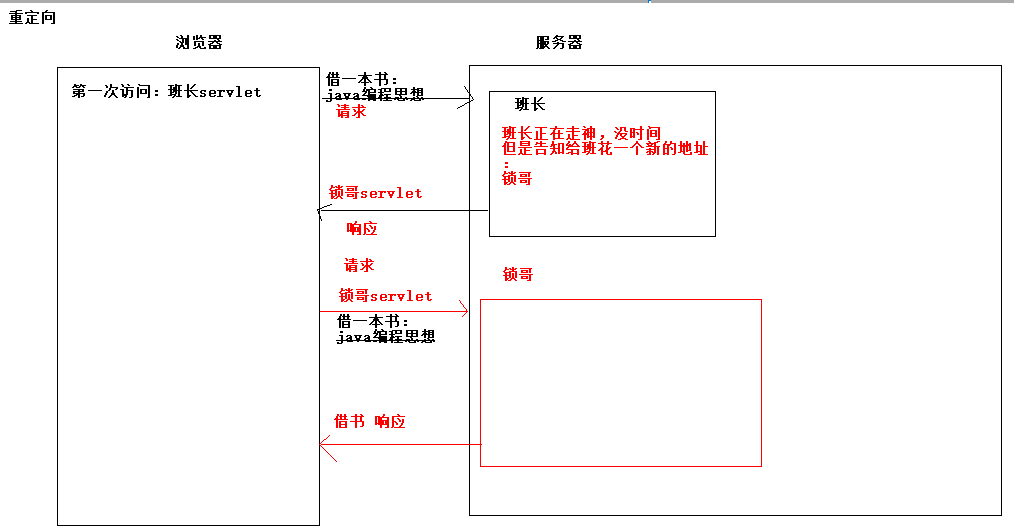 重定向
浏览器
服务器
第一次访问：班长servlet
借一本书：
java编程思想
请求
班长
班长正在走神，没时间
但是告知给班花一个新的地址
：
锁哥
锁哥servlet
响应
请求
锁哥
锁哥servlet
借一本书：
java编程思想
借书 响应